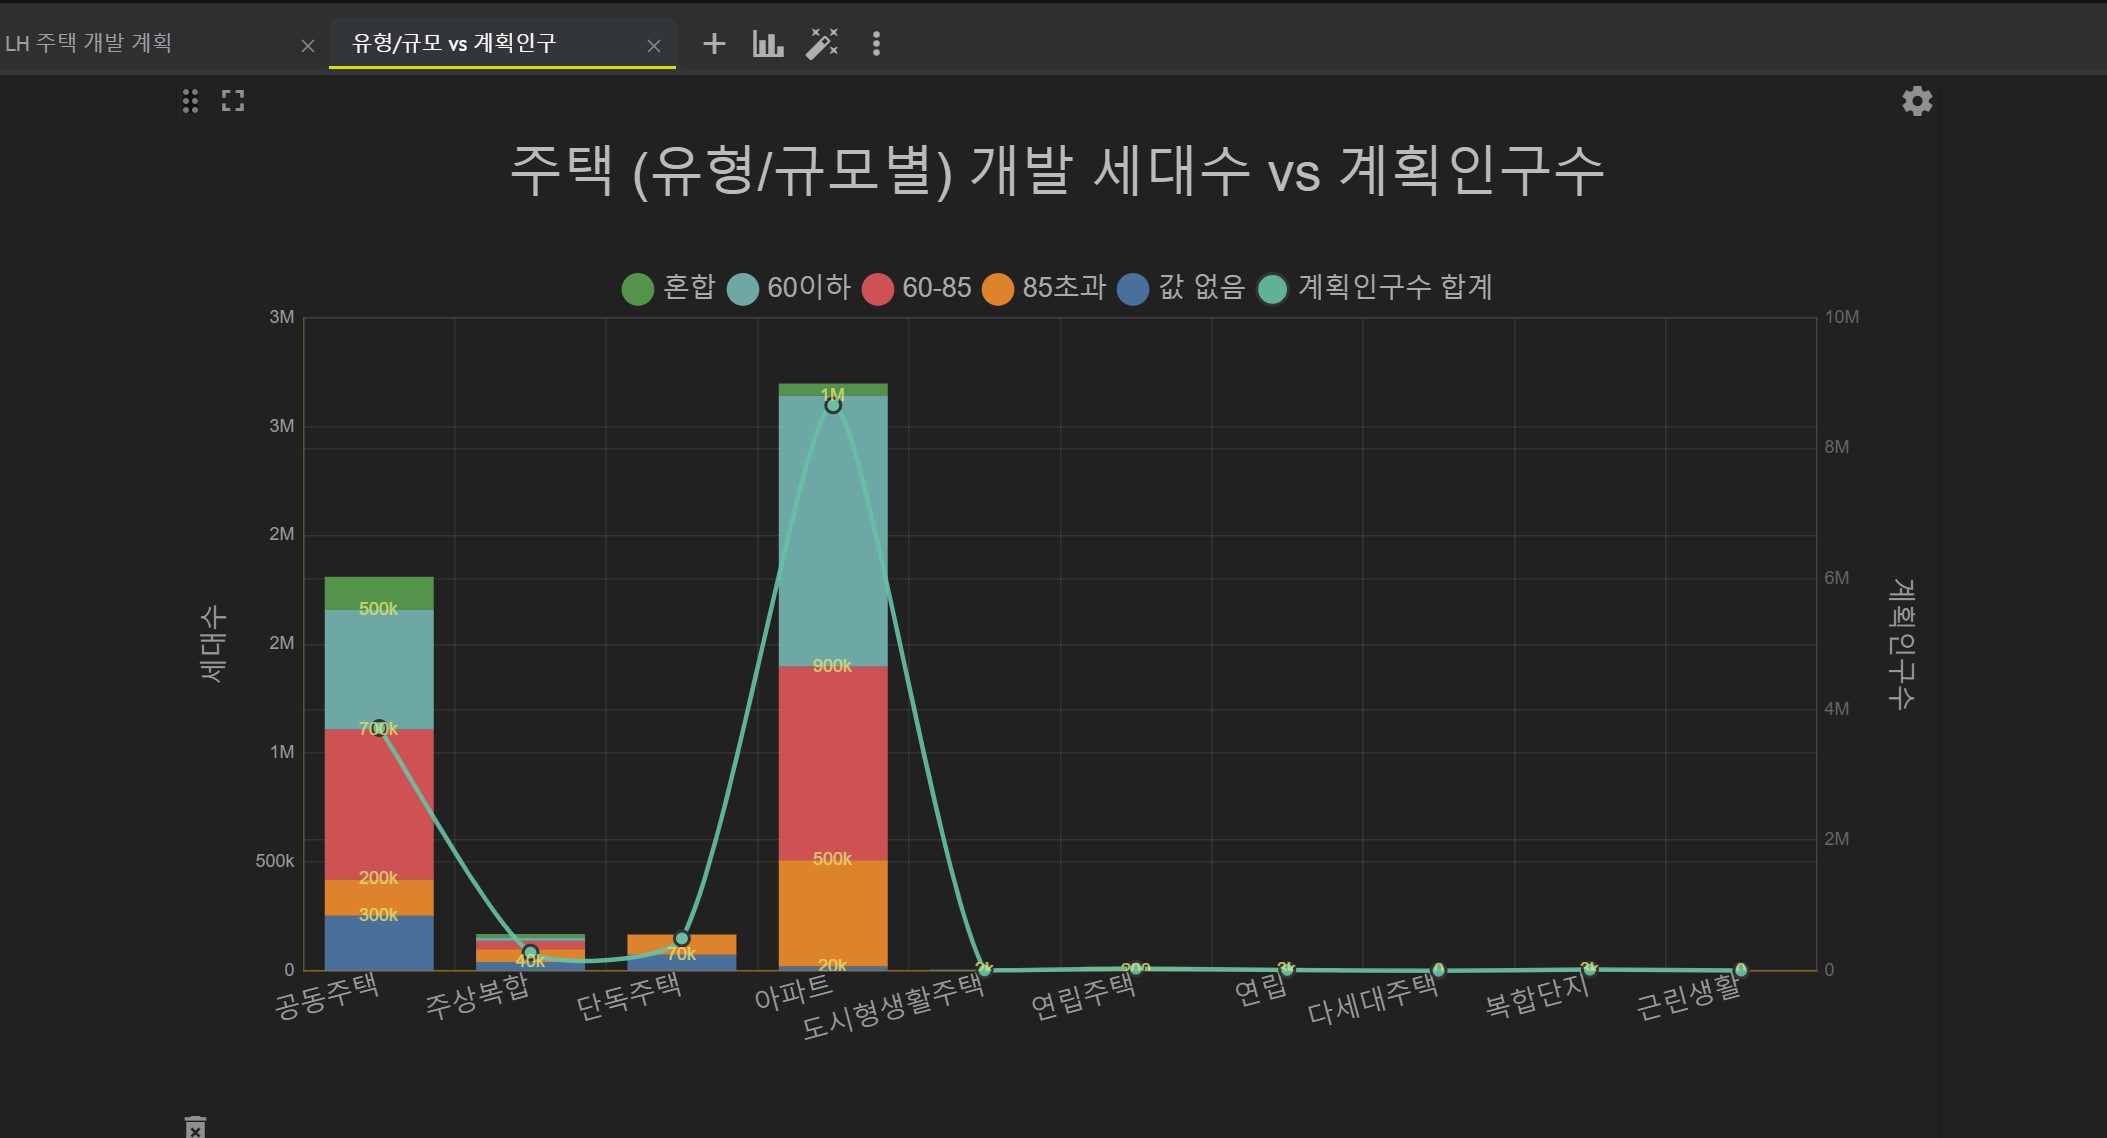 LH 주택 개발 계획
유형/규모 vs 계획인구
주택 (유형/규모별) 개발 세대수 vs 계획인구수
혼합 60이하 60-85 85초과 값 없음 계획인구수 합계
3M
3M
2M
2M
1M
500k
0
세대수
10M
8M
6M
4M
2M
0
계획인구수
500k
700k
200k
300k
40k
70k
1M
900k
500k
20k
2k
200
3k
0
3k
0
공동주택
주상복합
단독주택
아파트
도시형생활주택
연립주택
연립
다세대주택
복합단지
근린생활